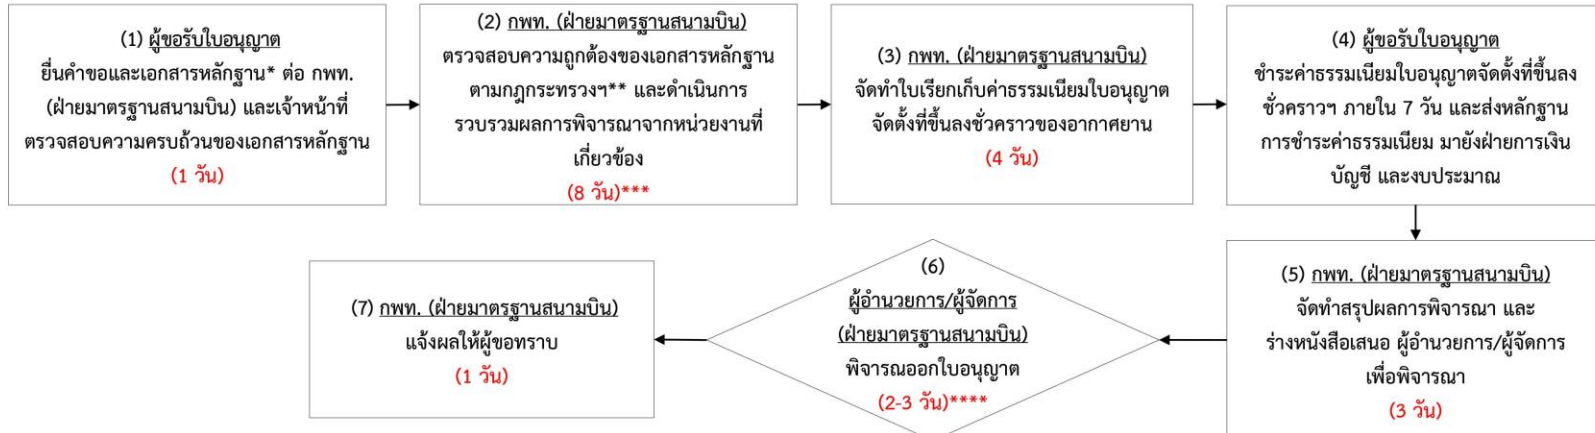 (1) ผู้ขอรับใบอนุญาต
ยื่นคำขอและเอกสารหลักฐาน* ต่อ กพท.
(ฝ่ายมาตรฐานสนามบิน) และเจ้าหน้าที่
ตรวจสอบความครบถ้วนของเอกสารหลักฐาน
(1 วัน)
(2) กพท. (ฝ่ายมาตรฐานสนามบิน)
ตรวจสอบความถูกต้องของเอกสารหลักฐาน
ตามกฎกระทรวงฯ** และดำเนินการ
รวบรวมผลการพิจารณาจากหน่วยงานที่
เกี่ยวข้อง
(8 วัน)***
(3) กพท. (ฝ่ายมาตรฐานสนามบิน)
จัดทำใบเรียกเก็บค่าธรรมเนียมใบอนุญาต
จัดตั้งที่ขึ้นลงชั่วคราวของอากาศยาน
(4 วัน)
(4) ผู้ขอรับใบอนุญาต
ชำระค่าธรรมเนียมใบอนุญาตจัดตั้งที่ขึ้นลง
ชั่วคราวฯ ภายใน 7 วัน และส่งหลักฐาน
การชำระค่าธรรมเนียม มายังฝ่ายการเงิน
บัญชี และงบประมาณ
(5) กพท. (ฝ่ายมาตรฐานสนามบิน)
จัดทำสรุปผลการพิจารณา และ
ร่างหนังสือเสนอ ผู้อำนวยการ/ผู้จัดการ
เพื่อพิจารณา
(3 วัน)
(6)
ผู้อำนวยการ/ผู้จัดการ
(ฝ่ายมาตรฐานสนามบิน)
พิจารณออกใบอนุญาต
(2-3 วัน)****
(7) กพท. (ฝ่ายมาตรฐานสนามบิน)
แจ้งผลให้ผู้ขอทราบ
(1 วัน)